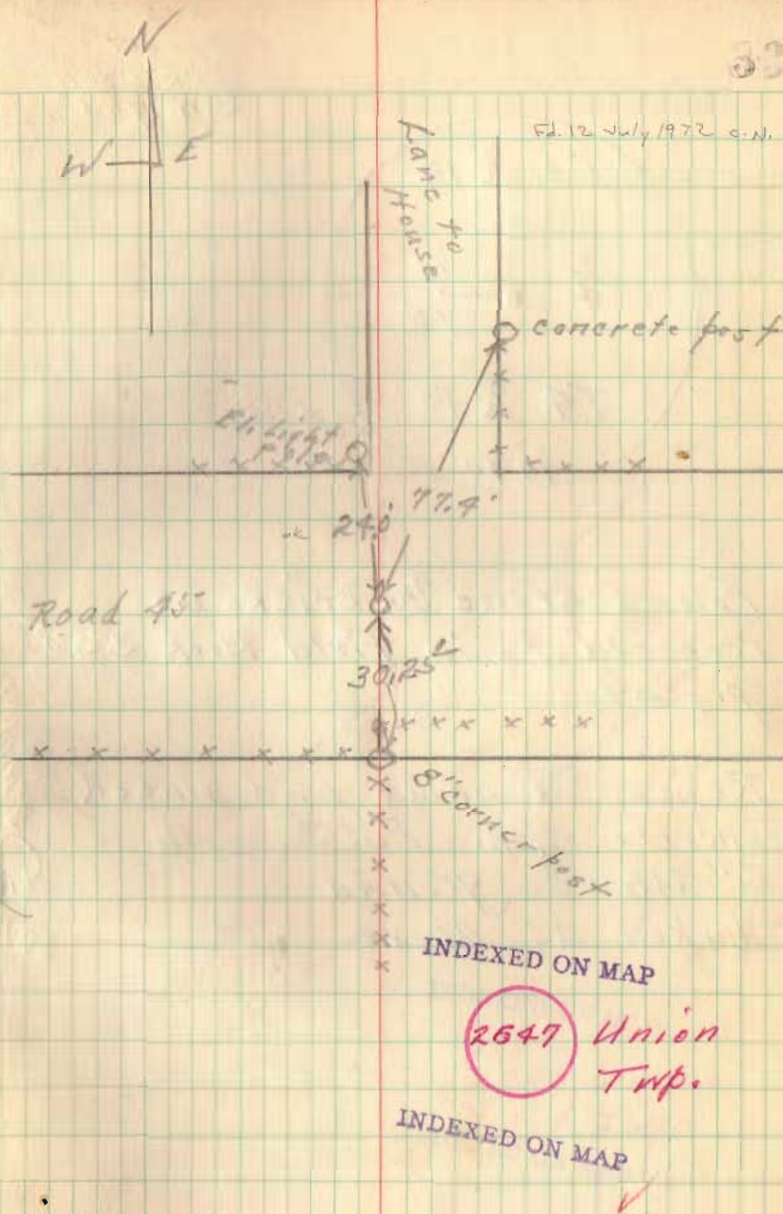 N
W E
Fd. 12 July 1972 C.N.
Lane to
House
concrete post
El. Light
Pole
77.4'
24.0'
Road 45
30.25
8" corner post
INDEXED ON MAP
2647 Union
Twp.
INDEXED ON MAP